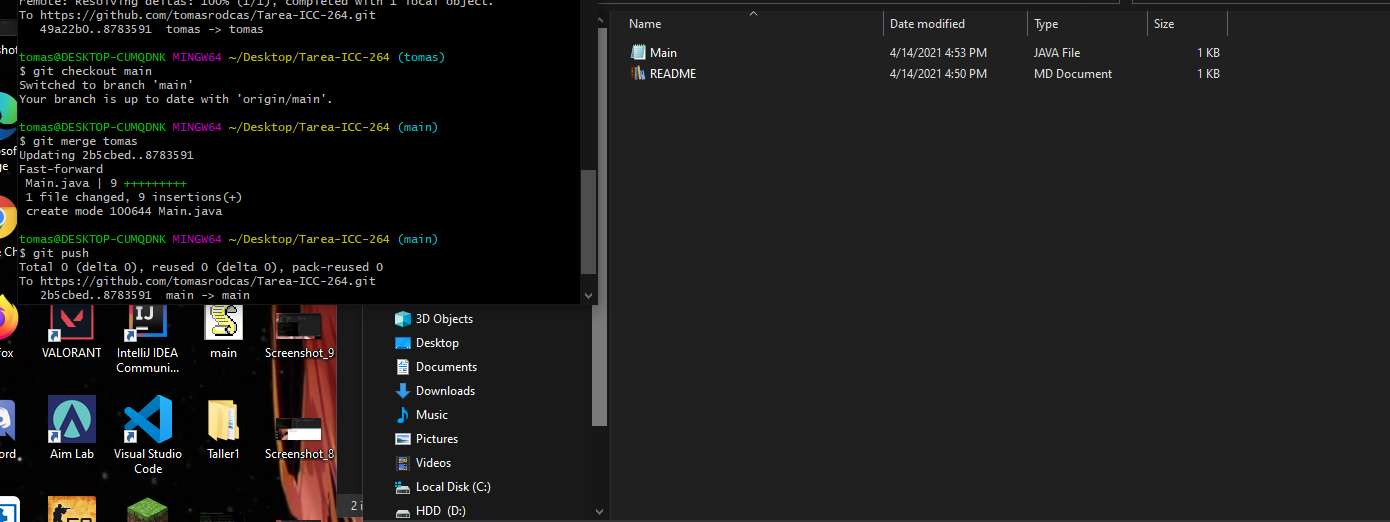 remote: Resolving deltas: 100% (1/1), completed with 1 local object.
To https://github.com/tomasrodcas/Tarea-ICC-264.git
   49a22b0..8783591  tomas -> tomas
tomas@DESKTOP-CUMQDNK MINGW64 ~/Desktop/Tarea-ICC-264 (tomas)
$ git checkout main
Switched to branch 'main'
Your branch is up to date with 'origin/main'.
tomas@DESKTOP-CUMQDNK MINGW64 ~/Desktop/Tarea-ICC-264 (main)
$ git merge tomas
Updating 2b5cbed..8783591
Fast-forward
 Main.java | 9 +++++++++
 1 file changed, 9 insertions(+)
 create mode 100644 Main.java
tomas@DESKTOP-CUMQDNK MINGW64 ~/Desktop/Tarea-ICC-264 (main)
$ git push
Total 0 (delta 0), reused 0 (delta 0), pack-reused 0
To https://github.com/tomasrodcas/Tarea-ICC-264.git
   2b5cbed..8783591  main -> main
Name Date modified Type Size
Main 4/14/2021 4:53 PM JAVA File 1 KB
README 4/14/2021 4:50 PM MD Document 1 KB
3D Objects
Desktop
Documents
Downloads
Music
Pictures
Videos
Local Disk (C:)
HDD (D:)
2 i
fox VALORANT IntelliJ IDEA main Screenshot_9
Communi...
ord Aim Lab Visual Studio Taller1 Screenshot_8
Code